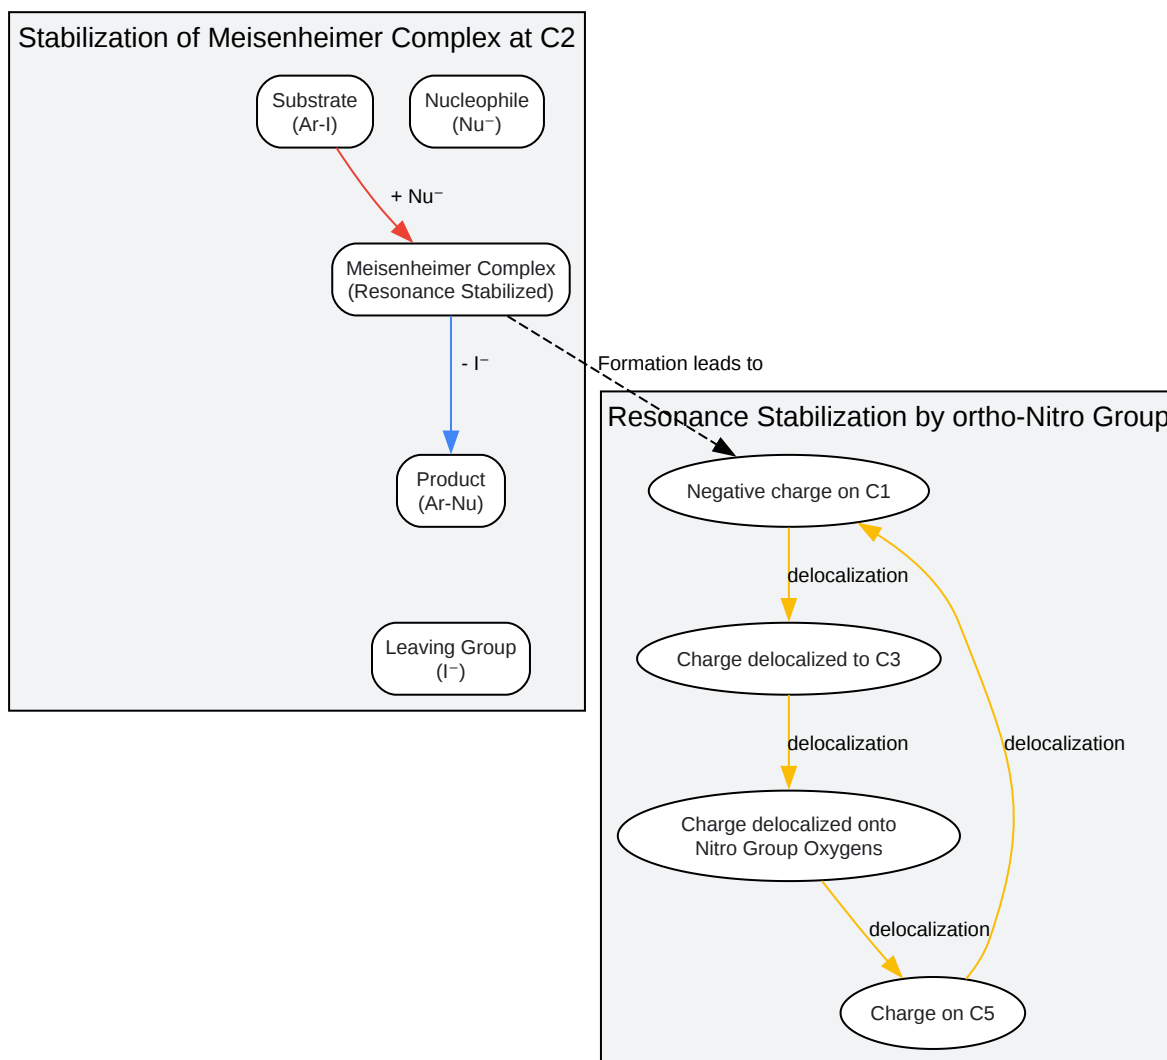 Stabilization of Meisenheimer Complex at C2
Substrate
(Ar-I)
Nucleophile
(Nu⁻)
+ Nu⁻
Meisenheimer Complex
(Resonance Stabilized)
- I⁻
Formation leads to
Product
(Ar-Nu)
Leaving Group
(I⁻)
Resonance Stabilization by ortho-Nitro Group
Negative charge on C1
delocalization
Charge delocalized to C3
delocalization
delocalization
Charge delocalized onto
Nitro Group Oxygens
delocalization
Charge on C5